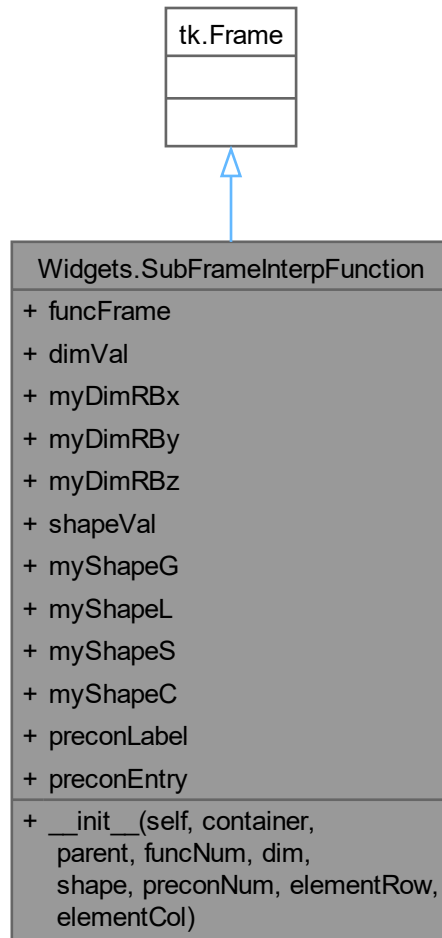 tk.Frame
Widgets.SubFrameInterpFunction
+ funcFrame
+ dimVal
+ myDimRBx
+ myDimRBy
+ myDimRBz
+ shapeVal
+ myShapeG
+ myShapeL
+ myShapeS
+ myShapeC
+ preconLabel
+ preconEntry
+ __init__(self, container,
parent, funcNum, dim,
shape, preconNum, elementRow,
elementCol)